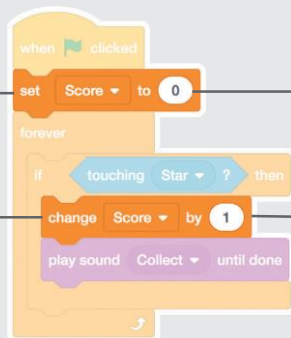 when clicked
set Score to 0
forever
if touching Star ? then
change Score by 1
play sound Collect until done